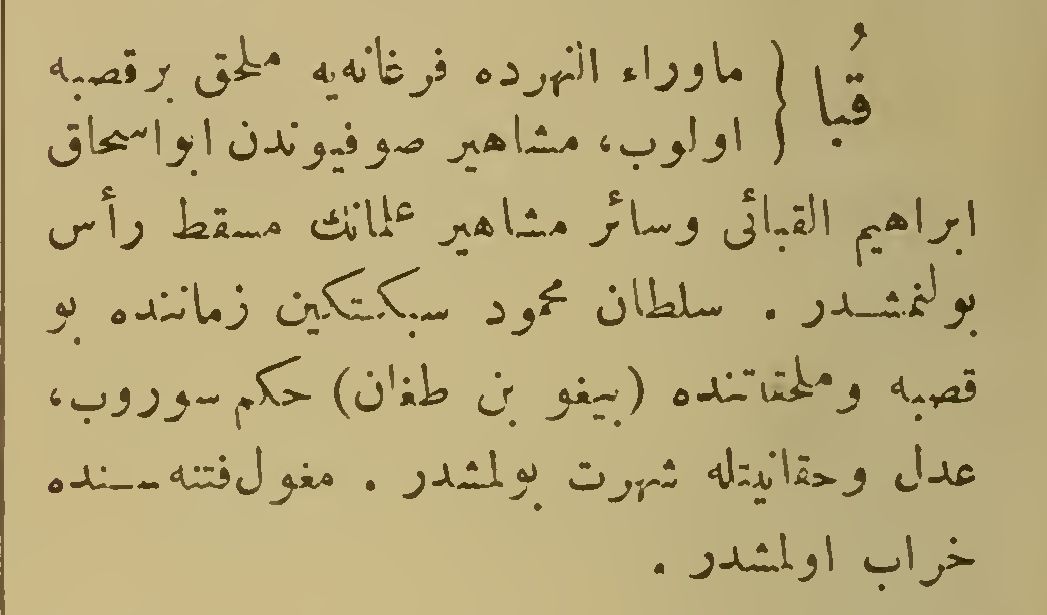 قُبا } ماوراء النهرده فرغانه‌یه ملحق بر قصبه
اولوب، مشاهیر صوفیوندن ابواسحاق
ابراهیم القبائی وسائر مشاهیر علمانك مسقط رأس
بولنمشدر . سلطان محمود سبکتکین زماننده بو
قصبه وملحقاتنده (بیغو بن طغان) حکم سوروب،
عدل وحقانیتله شهرت بولمشدر . مغول فتنه‌سنده
خراب اولمشدر .